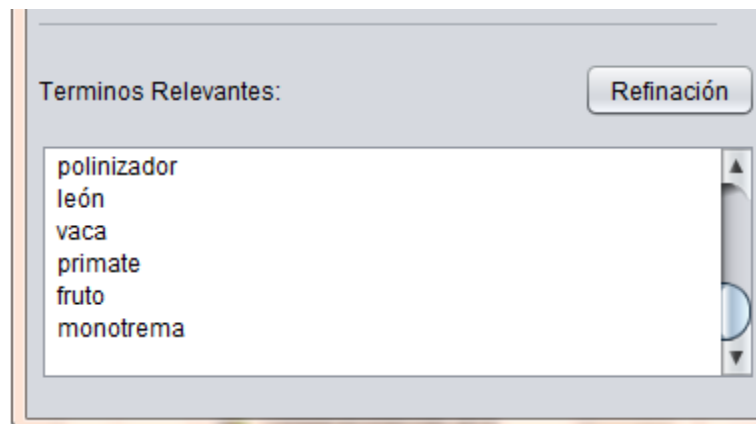 Terminos Relevantes:
Refinación
polinizador
león
vaca
primate
fruto
monotrema